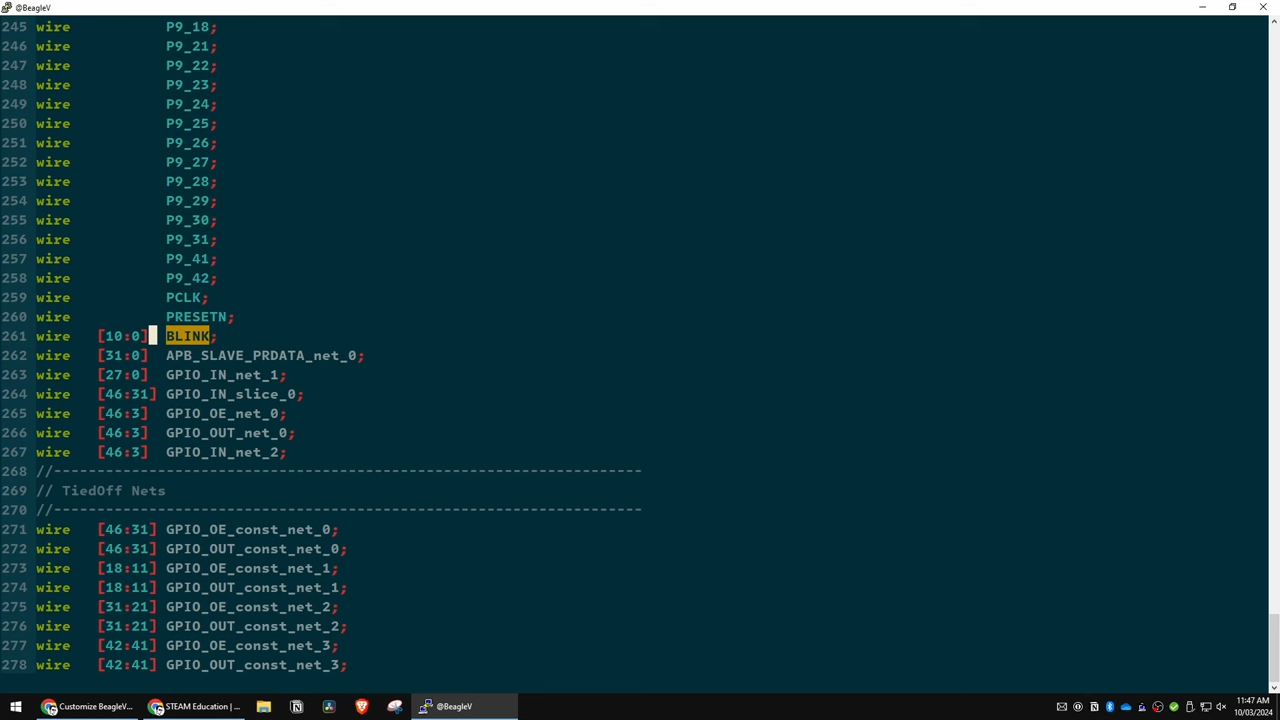 @BeagleV
245 wire           P9_18;
246 wire           P9_21;
247 wire           P9_22;
248 wire           P9_23;
249 wire           P9_24;
250 wire           P9_25;
251 wire           P9_26;
252 wire           P9_27;
253 wire           P9_28;
254 wire           P9_29;
255 wire           P9_30;
256 wire           P9_31;
257 wire           P9_41;
258 wire           P9_42;
259 wire           PCLK;
260 wire           PRESETN;
261 wire   [10:0]  BLINK;
262 wire   [31:0]  APB_SLAVE_PRDATA_net_0;
263 wire   [27:0]  GPIO_IN_net_1;
264 wire   [46:31] GPIO_IN_slice_0;
265 wire   [46:3]  GPIO_OE_net_0;
266 wire   [46:3]  GPIO_OUT_net_0;
267 wire   [46:3]  GPIO_IN_net_2;
268 //--------------------------------------------------------------------
269 // TiedOff Nets
270 //--------------------------------------------------------------------
271 wire   [46:31] GPIO_OE_const_net_0;
272 wire   [46:31] GPIO_OUT_const_net_0;
273 wire   [18:11] GPIO_OE_const_net_1;
274 wire   [18:11] GPIO_OUT_const_net_1;
275 wire   [31:21] GPIO_OE_const_net_2;
276 wire   [31:21] GPIO_OUT_const_net_2;
277 wire   [42:41] GPIO_OE_const_net_3;
278 wire   [42:41] GPIO_OUT_const_net_3;
Customize BeagleV... STEAM Education | ... @BeagleV
11:47 AM
10/03/2024